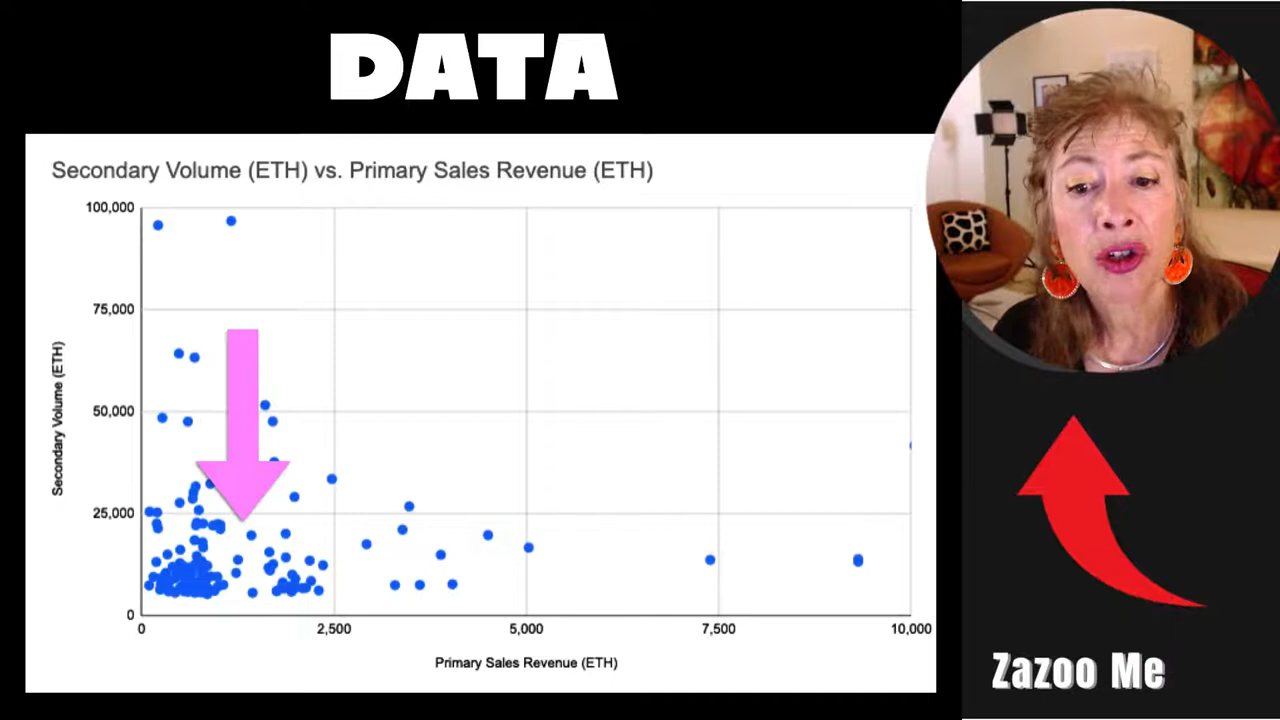 DATA
Secondary Volume (ETH) vs. Primary Sales Revenue (ETH)
100,000
75,000
50,000
25,000
0
Secondary Volume (ETH)
0 2,500 5,000 7,500 10,000
Primary Sales Revenue (ETH)
Zazoo Me